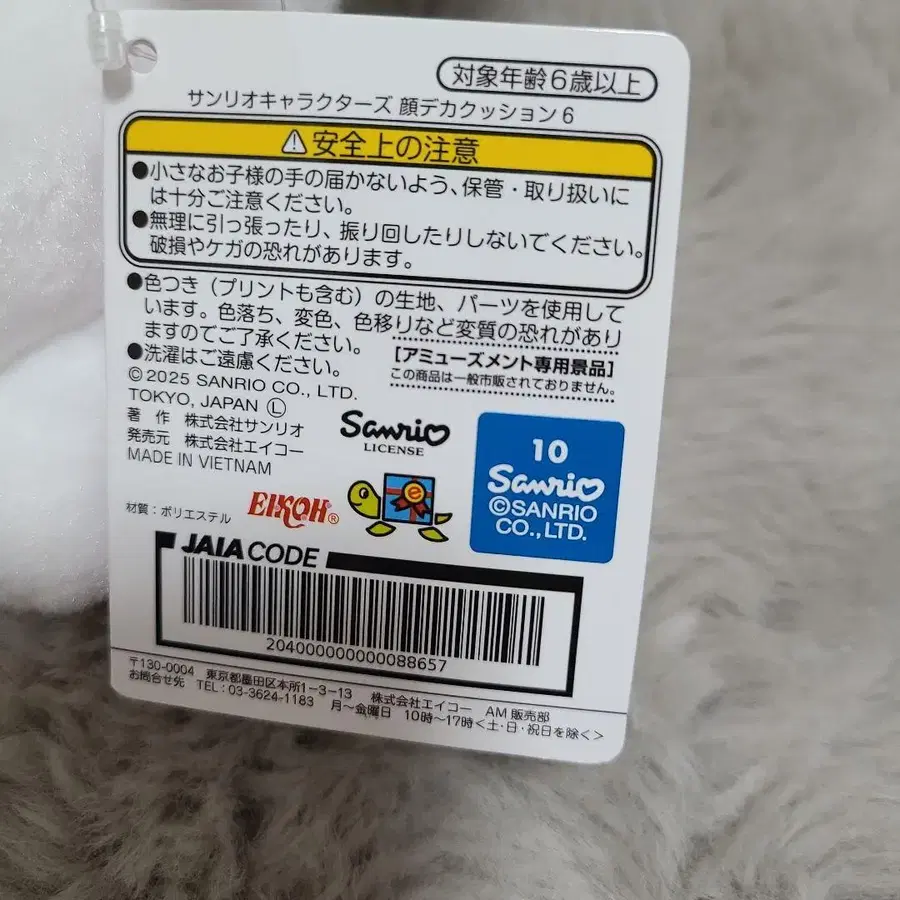 対象年齢6歳以上
サンリオキャラクターズ 顔デカクッション6
⚠安全上の注意
●小さなお子様の手の届かないよう、保管・取り扱いに
は十分ご注意ください。
●無理に引っ張ったり、振り回したりしないでください。
破損やケガの恐れがあります。
●色つき(プリントも含む)の生地、パーツを使用して
います。色落ち、変色、色移りなど変質の恐れがあり
ますのでご了承ください。
●洗濯はご遠慮ください。
[アミューズメント専用景品]
この商品は一般市販されておりません。
© 2025 SANRIO CO., LTD.
TOKYO, JAPAN Ⓛ
著 作 株式会社サンリオ
発売元 株式会社エイコー
MADE IN VIETNAM
Sanrio
LICENSE
10
Sanrio
©SANRIO
CO.,LTD.
材質:ポリエステル
EIKOH®
e
JAIA CODE
204000000000088657
〒130-0004 東京都墨田区本所1-3-13 株式会社エイコー AM 販売部
お問合せ先 TEL:03-3624-1183 月~金曜日 10時~17時<土・日・祝日を除く>